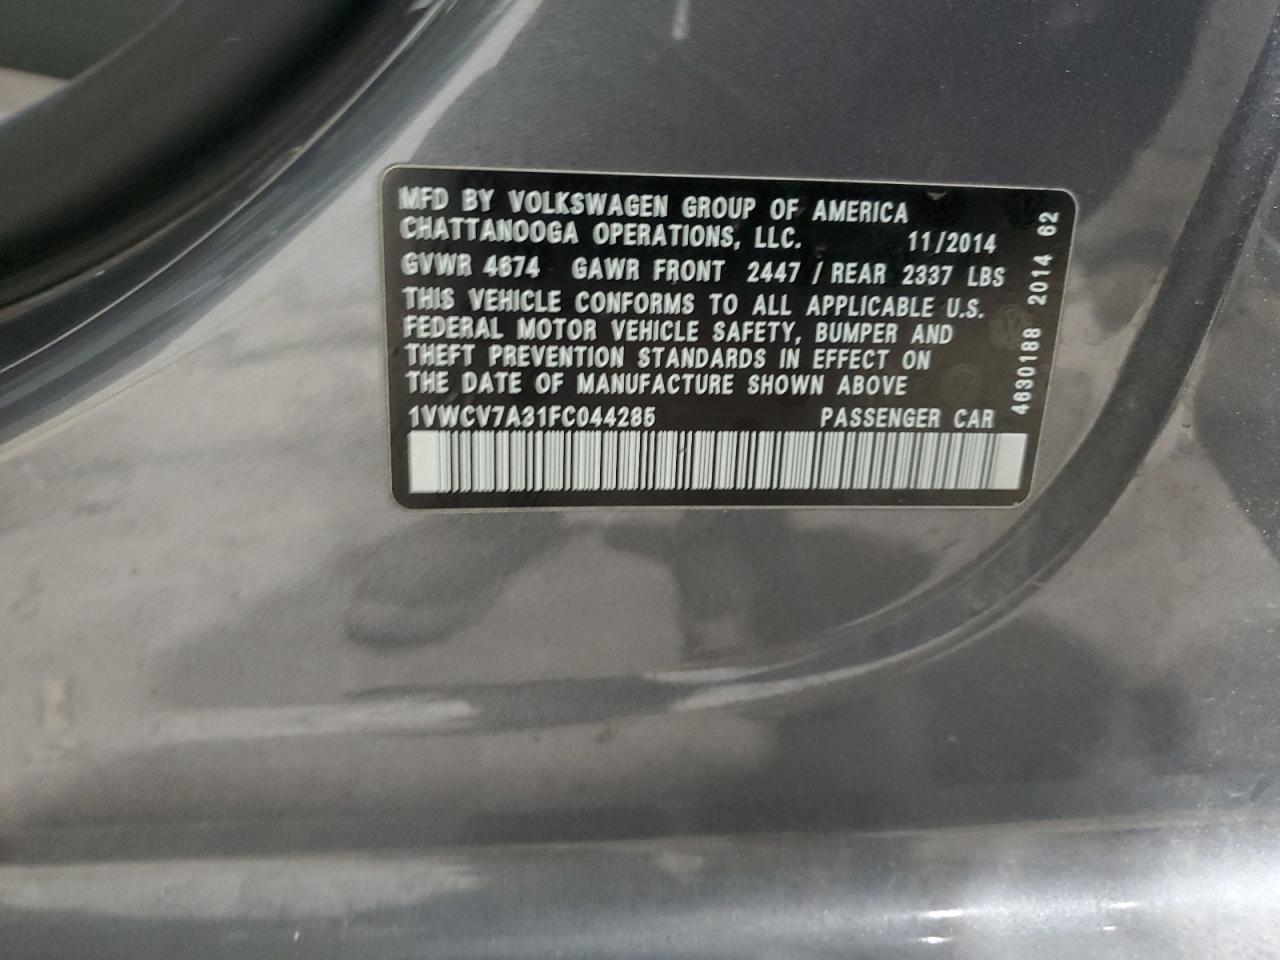 MFD BY VOLKSWAGEN GROUP OF AMERICA
CHATTANOOGA OPERATIONS, LLC. 11/2014
GVWR 4674 GAWR FRONT 2447 / REAR 2337 LBS
THIS VEHICLE CONFORMS TO ALL APPLICABLE U.S.
FEDERAL MOTOR VEHICLE SAFETY, BUMPER AND
THEFT PREVENTION STANDARDS IN EFFECT ON
THE DATE OF MANUFACTURE SHOWN ABOVE
1VWCV7A31FC044285 PASSENGER CAR
4630188 2014 62